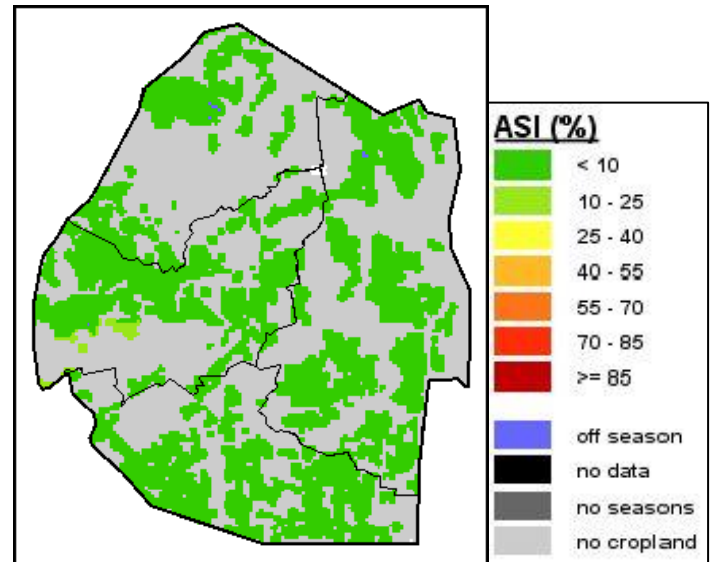 ASI (%)
< 10
10 - 25
25 - 40
40 - 55
55 - 70
70 - 85
>= 85
off season
no data
no seasons
no cropland